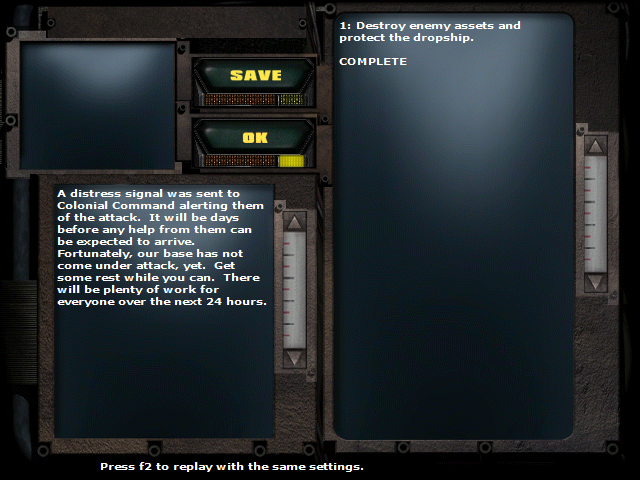 SAVE
OK
A distress signal was sent to
Colonial Command alerting them
of the attack.  It will be days
before any help from them can
be expected to arrive.
Fortunately, our base has not
come under attack, yet.  Get
some rest while you can.  There
will be plenty of work for
everyone over the next 24 hours.
1: Destroy enemy assets and
protect the dropship.
COMPLETE
Press f2 to replay with the same settings.